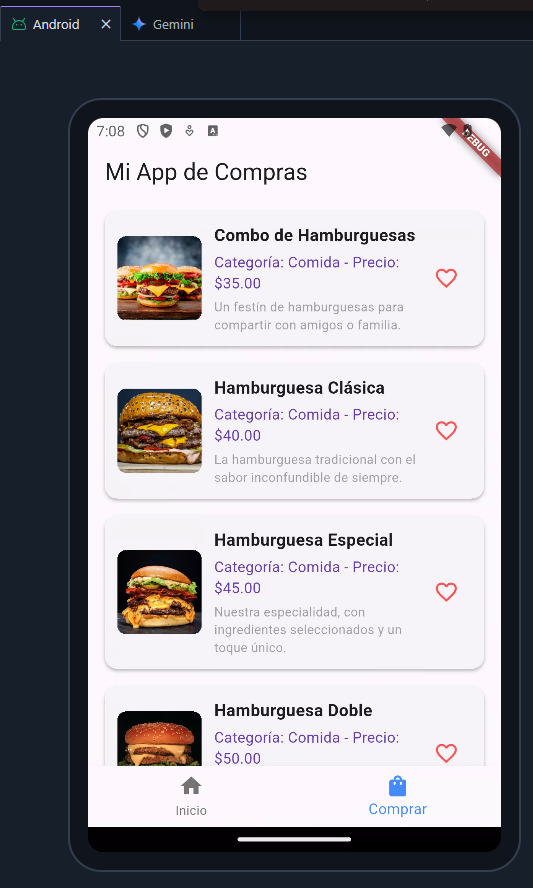 Android
Gemini
7:08
DEBUG
Mi App de Compras
Combo de Hamburguesas
Categoría: Comida - Precio:
$35.00
Un festín de hamburguesas para
compartir con amigos o familia.
Hamburguesa Clásica
Categoría: Comida - Precio:
$40.00
La hamburguesa tradicional con el
sabor inconfundible de siempre.
Hamburguesa Especial
Categoría: Comida - Precio:
$45.00
Nuestra especialidad, con
ingredientes seleccionados y un
toque único.
Hamburguesa Doble
Categoría: Comida - Precio:
$50.00
Inicio
Comprar